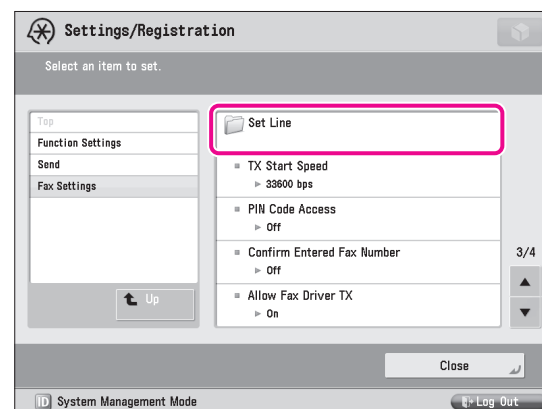 Settings/Registration
Select an item to set.
Top
Function Settings
Send
Fax Settings
Up
Set Line
TX Start Speed
33600 bps
PIN Code Access
Off
Confirm Entered Fax Number
Off
Allow Fax Driver TX
On
3/4
Close
ID System Management Mode
Log Out